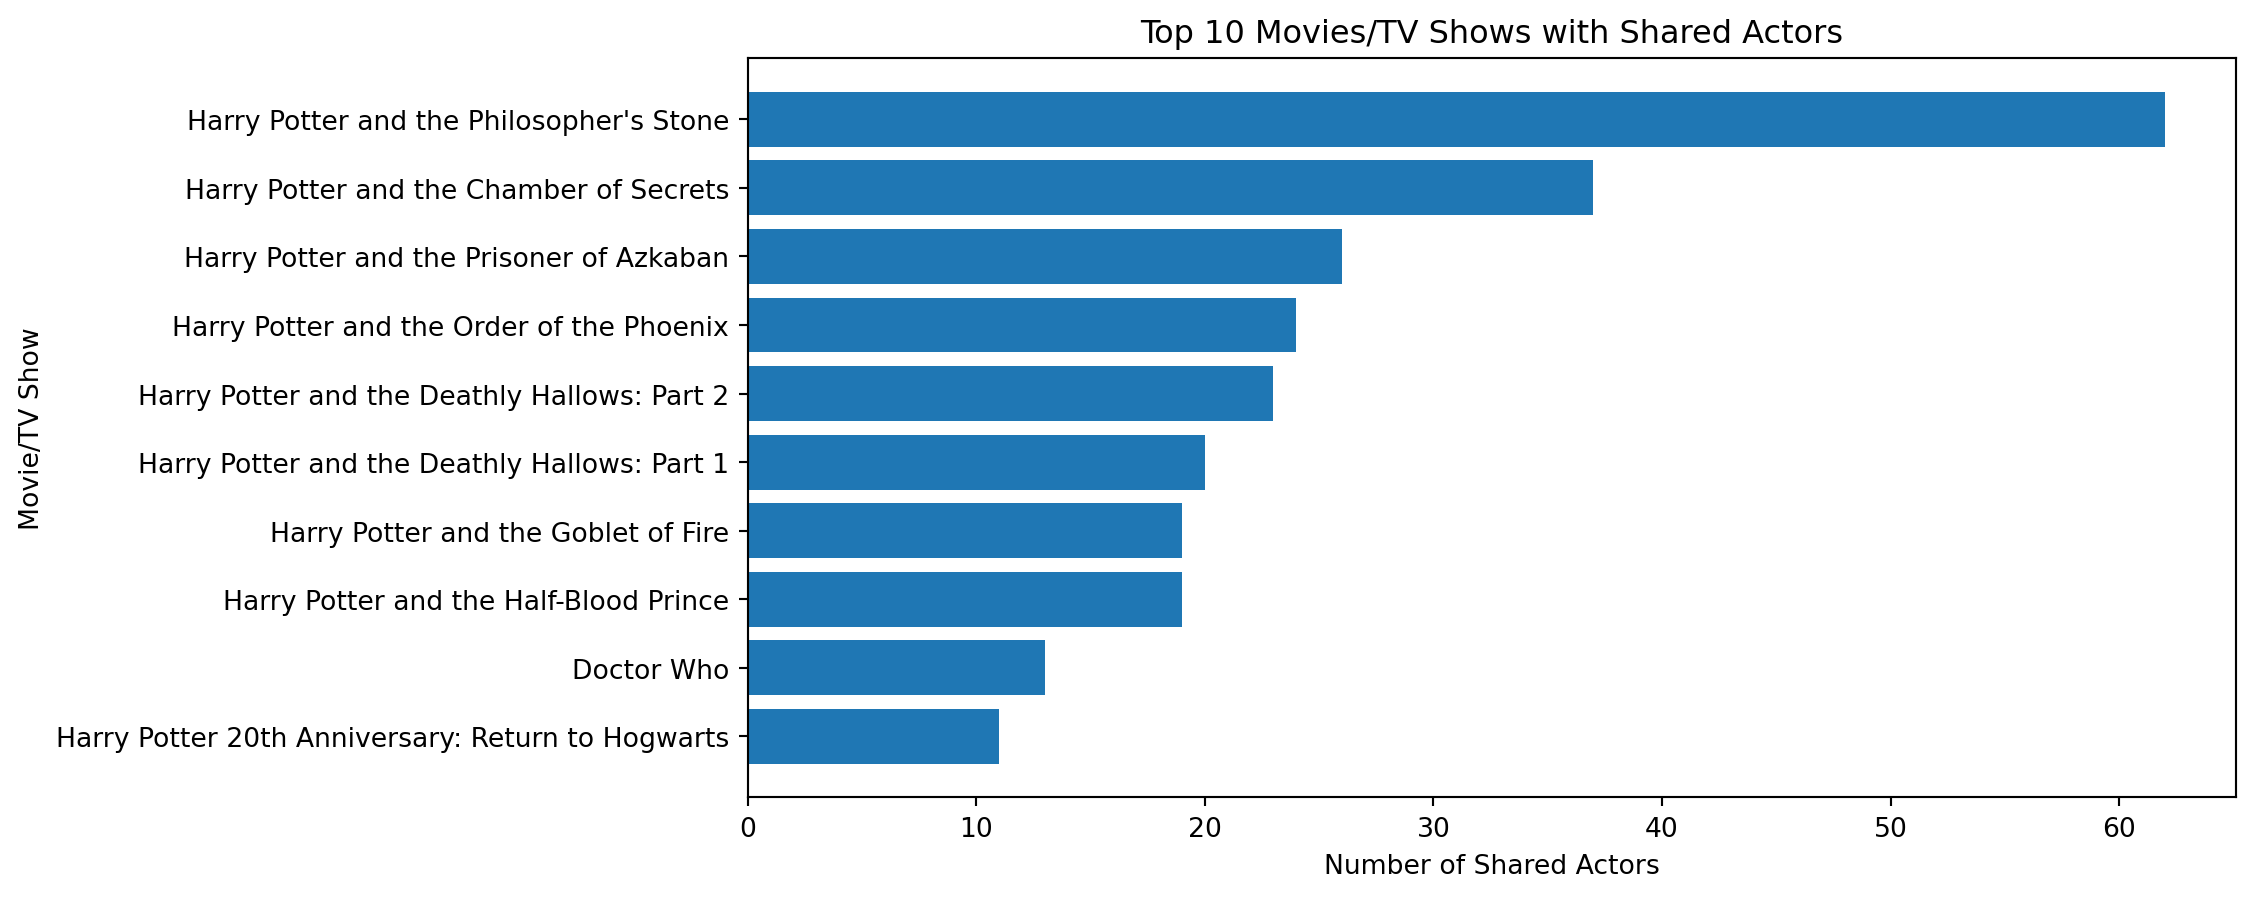 Top 10 Movies/TV Shows with Shared Actors
Movie/TV Show
Harry Potter and the Philosopher's Stone
Harry Potter and the Chamber of Secrets
Harry Potter and the Prisoner of Azkaban
Harry Potter and the Order of the Phoenix
Harry Potter and the Deathly Hallows: Part 2
Harry Potter and the Deathly Hallows: Part 1
Harry Potter and the Goblet of Fire
Harry Potter and the Half-Blood Prince
Doctor Who
Harry Potter 20th Anniversary: Return to Hogwarts
0 10 20 30 40 50 60
Number of Shared Actors